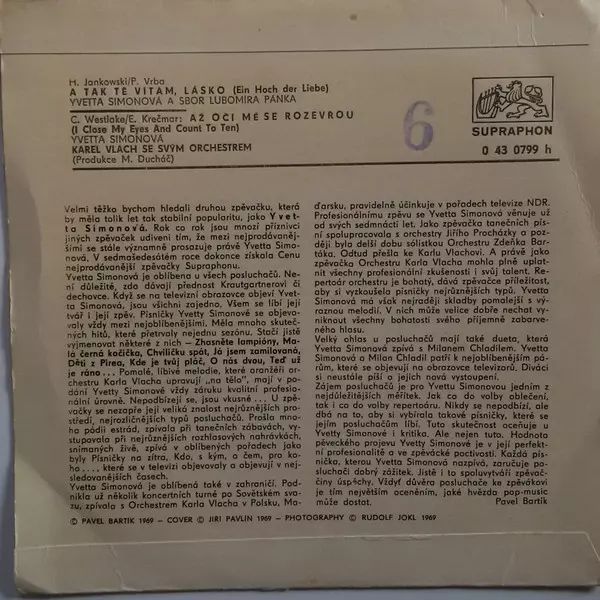 H. Jankowski/P. Vrba
A TAK TĚ VÍTÁM, LÁSKO (Ein Hoch der Liebe)
YVETTA SIMONOVÁ A SBOR LUBOMÍRA PÁNKA
C. Westlake/E. Krečmar: AŽ OČI MÉ SE ROZEVŘOU
(I Close My Eyes And Count To Ten)
YVETTA SIMONOVÁ
KAREL VLACH SE SVÝM ORCHESTREM
(Produkce M. Ducháč)
6
SUPRAPHON
0 43 0799 h
Velmi těžko bychom hledali druhou zpěvačku, která
by měla tolik let tak stabilní popularitu, jako Yvet-
ta Simonová. Rok co rok jsou mnozí příznivci
jiných zpěvaček udiveni tím, že mezi nejprodávaněj-
šími se stále významně prosazuje právě Yvetta Simo-
nová. V sedmašedesátém roce dokonce získala Cenu
nejprodávanější zpěvačky Supraphonu.
Yvetta Simonová je oblíbena u všech posluchačů. Ne-
ní důležité, zda dávají přednost Krautgartnerovi či
dechovce. Když se na televizní obrazovce objeví Yvet-
ta Simonová, jsou všichni zajedno. Všem se líbí její
tvář i její zpěv. Písničky Yvetty Simonové se objevo-
valy vždy mezi nejoblíbenějšími. Měla mnoho skuteč-
ných hitů, které přetrvaly nejednu sezónu. Stačí jistě
vyjmenovat některé z nich – Zhasněte lampióny, Ma-
lá černá kočička, Chviličku spát, Já jsem zamilovaná,
Děti z Pirea, Kde je tvůj pláč, O nás dvou, Teď už
je ráno... Pomalé, líbivé melodie, které aranžéři or-
chestru Karla Vlacha upravují „na tělo", mají v po-
dání Yvetty Simonové vždy záruku kvalitní profesio-
nální úrovně. Nepodbízejí se, jsou vkusné... U zpě-
vačky se nezapře její veliká znalost nejrůznějších pro-
středí, nejrozličnějších typů posluchačů. Prošla mno-
ha pódii estrád, zpívala při tanečních zábavách, vy-
stupovala při nejrůznějších rozhlasových nahrávkách,
snímaných živě, zpívá v oblíbených pořadech jako
byly Písničky na zítra, Kdo, s kým, o čem, pro ko-
ho...., které se v televizi objevovaly a objevují v nej-
sledovanějších časech.
Yvetta Simonová je oblíbena také v zahraničí. Pod-
nikla už několik koncertních turné po Sovětském sva-
zu, zpívala s Orchestrem Karla Vlacha v Polsku, Ma-
ďarsku, pravidelně účinkuje v pořadech televize NDR.
Profesionálnímu zpěvu se Yvetta Simonová věnuje už
od svých sedmnácti let. Jako zpěvačka tanečních pís-
ní spolupracovala s orchestry Jiřího Procházky a poz-
ději byla delší dobu sólistkou Orchestru Zdeňka Bar-
táka. Odtud přešla ke Karlu Vlachovi. A právě jako
zpěvačka Orchestru Karla Vlacha mohla plně uplat-
nit všechny profesionální zkušenosti i svůj talent. Re-
pertoár orchestru je bohatý, dává zpěvačce příležitost,
aby si vyzkoušela písničky nejrůznějších typů. Yvetta
Simonová má však nejraději skladby pomalejší s vý-
raznou melodií. V nich může velice dobře nechat vy-
niknout všechny bohatosti svého příjemně zabarve-
ného hlasu.
Velký ohlas u posluchačů mají také dueta, která
Yvetta Simonová zpívá s Milanem Chladilem. Yvetta
Simonová a Milan Chladil patří k nejoblíbenějším pá-
rům, které se objevují na obrazovce televizorů. Diváci
si neustále píší o jejich nová vystoupení.
Zájem posluchačů je pro Yvettu Simonovou jedním z
nejdůležitějších měřítek. Jak co do volby oblečení,
tak i co do volby repertoáru. Nikdy se nepodbízí, ale
dbá na to, aby si vybírala takové písničky, které se
jejím posluchačům líbí. Tuto skutečnost oceňuje u
Yvetty Simonové i kritika. Ale nejen tuto. Hodnota
pěveckého projevu Yvetty Simonové je v její perfekt-
ní profesionalitě a ve zpěvácké poctivosti. Každá pís-
nička, kterou Yvetta Simonová nazpívá, zaručuje po-
sluchači dobrý zážitek. Jistě i to spoluvytváří zpěvač-
činy úspěchy. Vždyť důvěra posluchače ke zpěvákovi
je tím největším oceněním, jaké hvězda pop-music
může dostat. Pavel Bartík
© PAVEL BARTÍK 1969 – COVER © JIŘÍ PAVLÍN 1969 – PHOTOGRAPHY © RUDOLF JOKL 1969